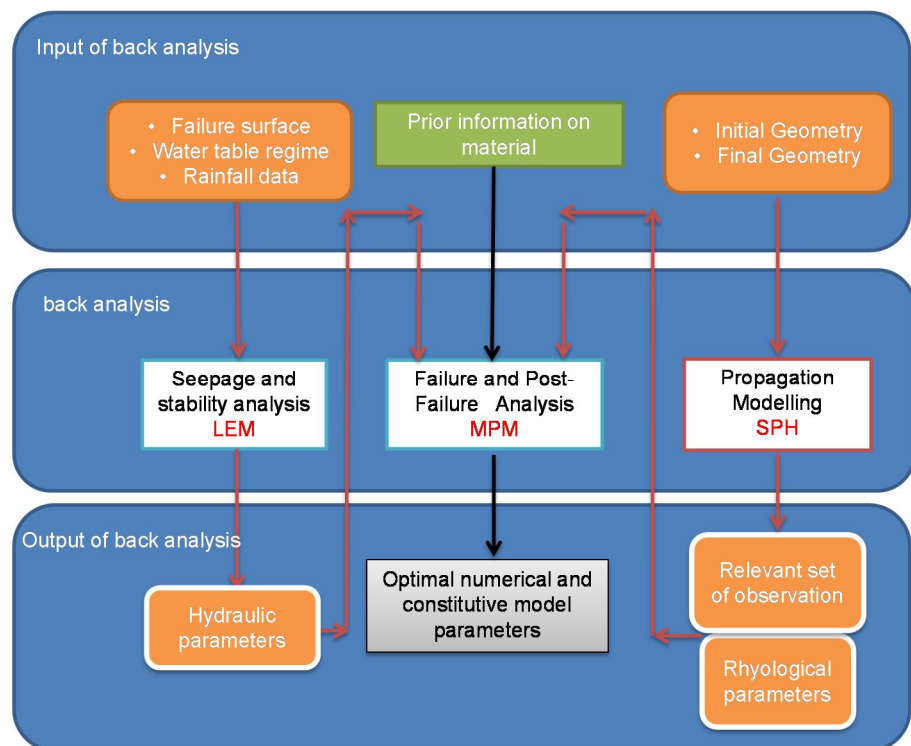 Input of back analysis
• Failure surface
• Water table regime
• Rainfall data
Prior information on
material
• Initial Geometry
• Final Geometry
back analysis
Seepage and
stability analysis
LEM
Failure and Post-
Failure Analysis
MPM
Propagation
Modelling
SPH
Output of back analysis
Hydraulic
parameters
Optimal numerical and
constitutive model
parameters
Relevant set
of observation
Rhyological
parameters